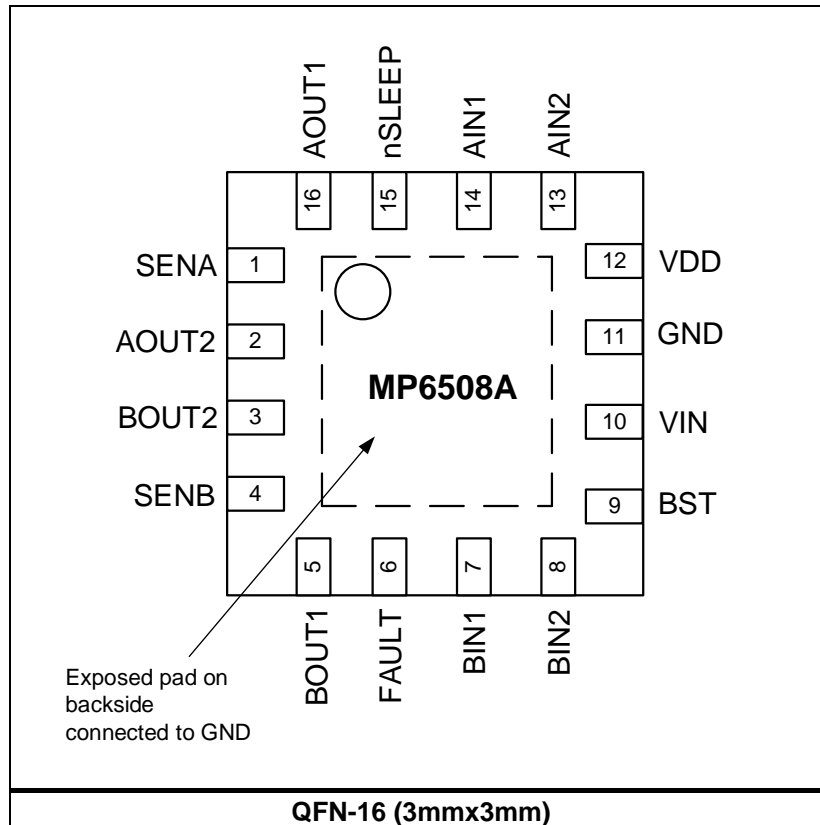 AOUT1
nSLEEP
AIN1
AIN2
16
15
14
13
SENA 1
12 VDD
AOUT2 2
11 GND
MP6508A
BOUT2 3
10 VIN
SENB 4
9 BST
5
6
7
8
BOUT1
FAULT
BIN1
BIN2
Exposed pad on
backside
connected to GND
QFN-16 (3mmx3mm)